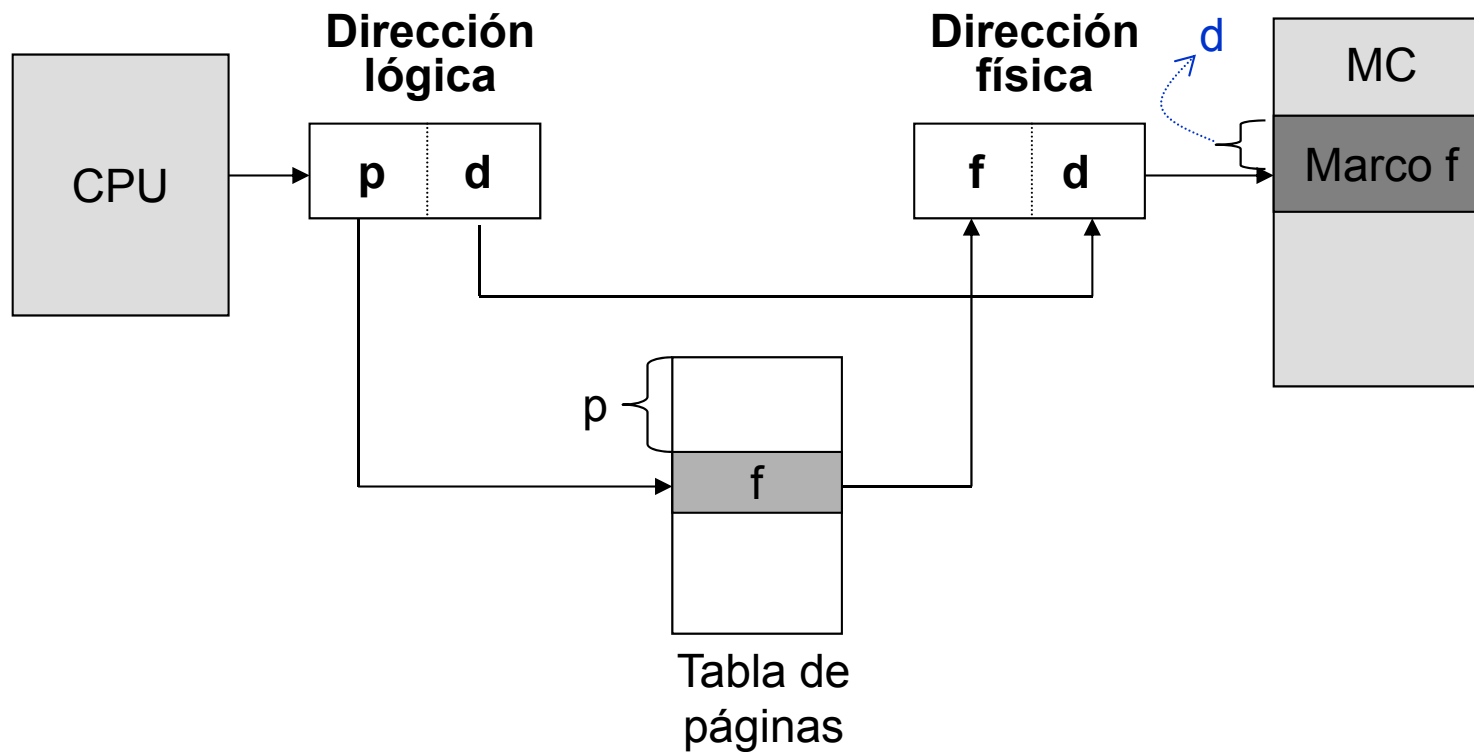 Dirección
lógica
Dirección
física
d
MC
CPU
p d
f d
Marco f
p
f
Tabla de
páginas